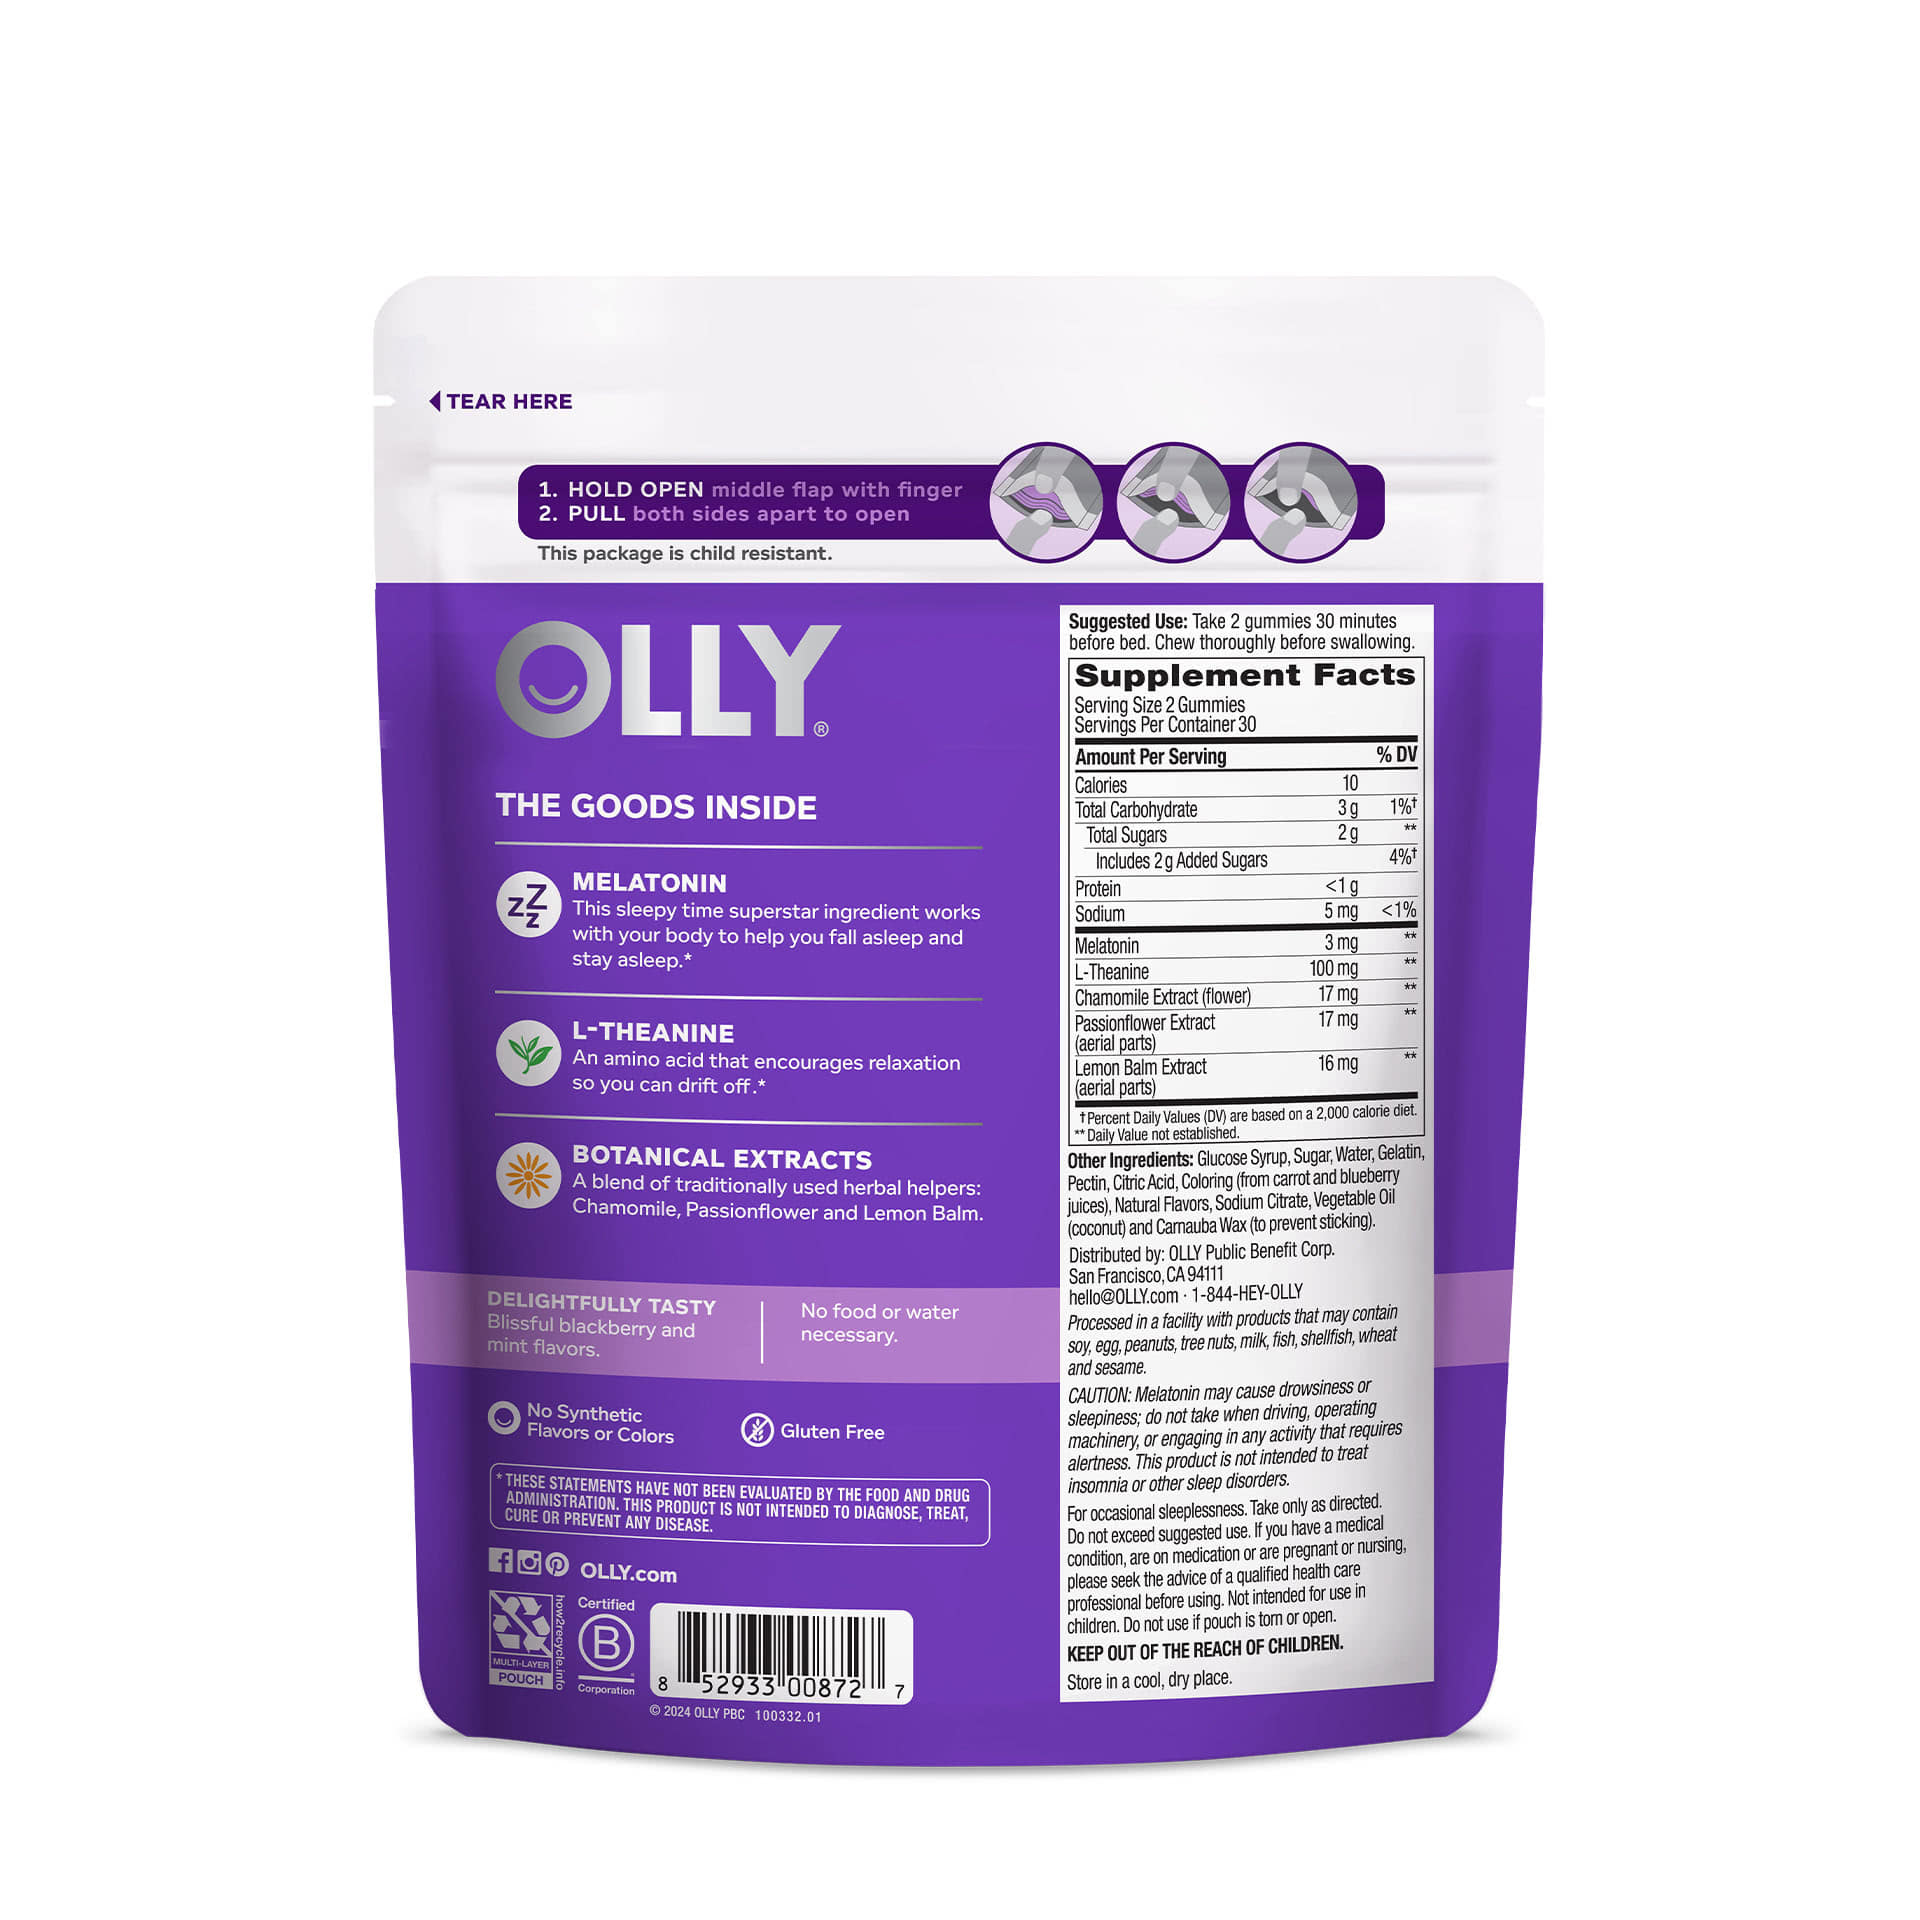 TEAR HERE
1. HOLD OPEN middle flap with finger
2. PULL both sides apart to open
This package is child resistant.
OLLY®
THE GOODS INSIDE
zZz
MELATONIN
This sleepy time superstar ingredient works
with your body to help you fall asleep and
stay asleep.*
L-THEANINE
An amino acid that encourages relaxation
so you can drift off.*
BOTANICAL EXTRACTS
A blend of traditionally used herbal helpers:
Chamomile, Passionflower and Lemon Balm.
DELIGHTFULLY TASTY
Blissful blackberry and
mint flavors.
No food or water
necessary.
No Synthetic
Flavors or Colors
Gluten Free
* THESE STATEMENTS HAVE NOT BEEN EVALUATED BY THE FOOD AND DRUG
ADMINISTRATION. THIS PRODUCT IS NOT INTENDED TO DIAGNOSE, TREAT,
CURE OR PREVENT ANY DISEASE.
OLLY.com
how2recycle.info
MULTI-LAYER
POUCH
Certified
B
Corporation
8 52933 00872 7
© 2024 OLLY PBC 100332.01
Suggested Use: Take 2 gummies 30 minutes
before bed. Chew thoroughly before swallowing.
Supplement Facts
Serving Size 2 Gummies
Servings Per Container 30
Amount Per Serving % DV
Calories 10
Total Carbohydrate 3 g 1%†
Total Sugars 2 g **
Includes 2 g Added Sugars 4%†
Protein <1 g
Sodium 5 mg <1%
Melatonin 3 mg **
L-Theanine 100 mg **
Chamomile Extract (flower) 17 mg **
Passionflower Extract 17 mg **
(aerial parts)
Lemon Balm Extract 16 mg **
(aerial parts)
† Percent Daily Values (DV) are based on a 2,000 calorie diet.
** Daily Value not established.
Other Ingredients: Glucose Syrup, Sugar, Water, Gelatin,
Pectin, Citric Acid, Coloring (from carrot and blueberry
juices), Natural Flavors, Sodium Citrate, Vegetable Oil
(coconut) and Carnauba Wax (to prevent sticking).
Distributed by: OLLY Public Benefit Corp.
San Francisco, CA 94111
hello@OLLY.com · 1-844-HEY-OLLY
Processed in a facility with products that may contain
soy, egg, peanuts, tree nuts, milk, fish, shellfish, wheat
and sesame.
CAUTION: Melatonin may cause drowsiness or
sleepiness; do not take when driving, operating
machinery, or engaging in any activity that requires
alertness. This product is not intended to treat
insomnia or other sleep disorders.
For occasional sleeplessness. Take only as directed.
Do not exceed suggested use. If you have a medical
condition, are on medication or are pregnant or nursing,
please seek the advice of a qualified health care
professional before using. Not intended for use in
children. Do not use if pouch is torn or open.
KEEP OUT OF THE REACH OF CHILDREN.
Store in a cool, dry place.